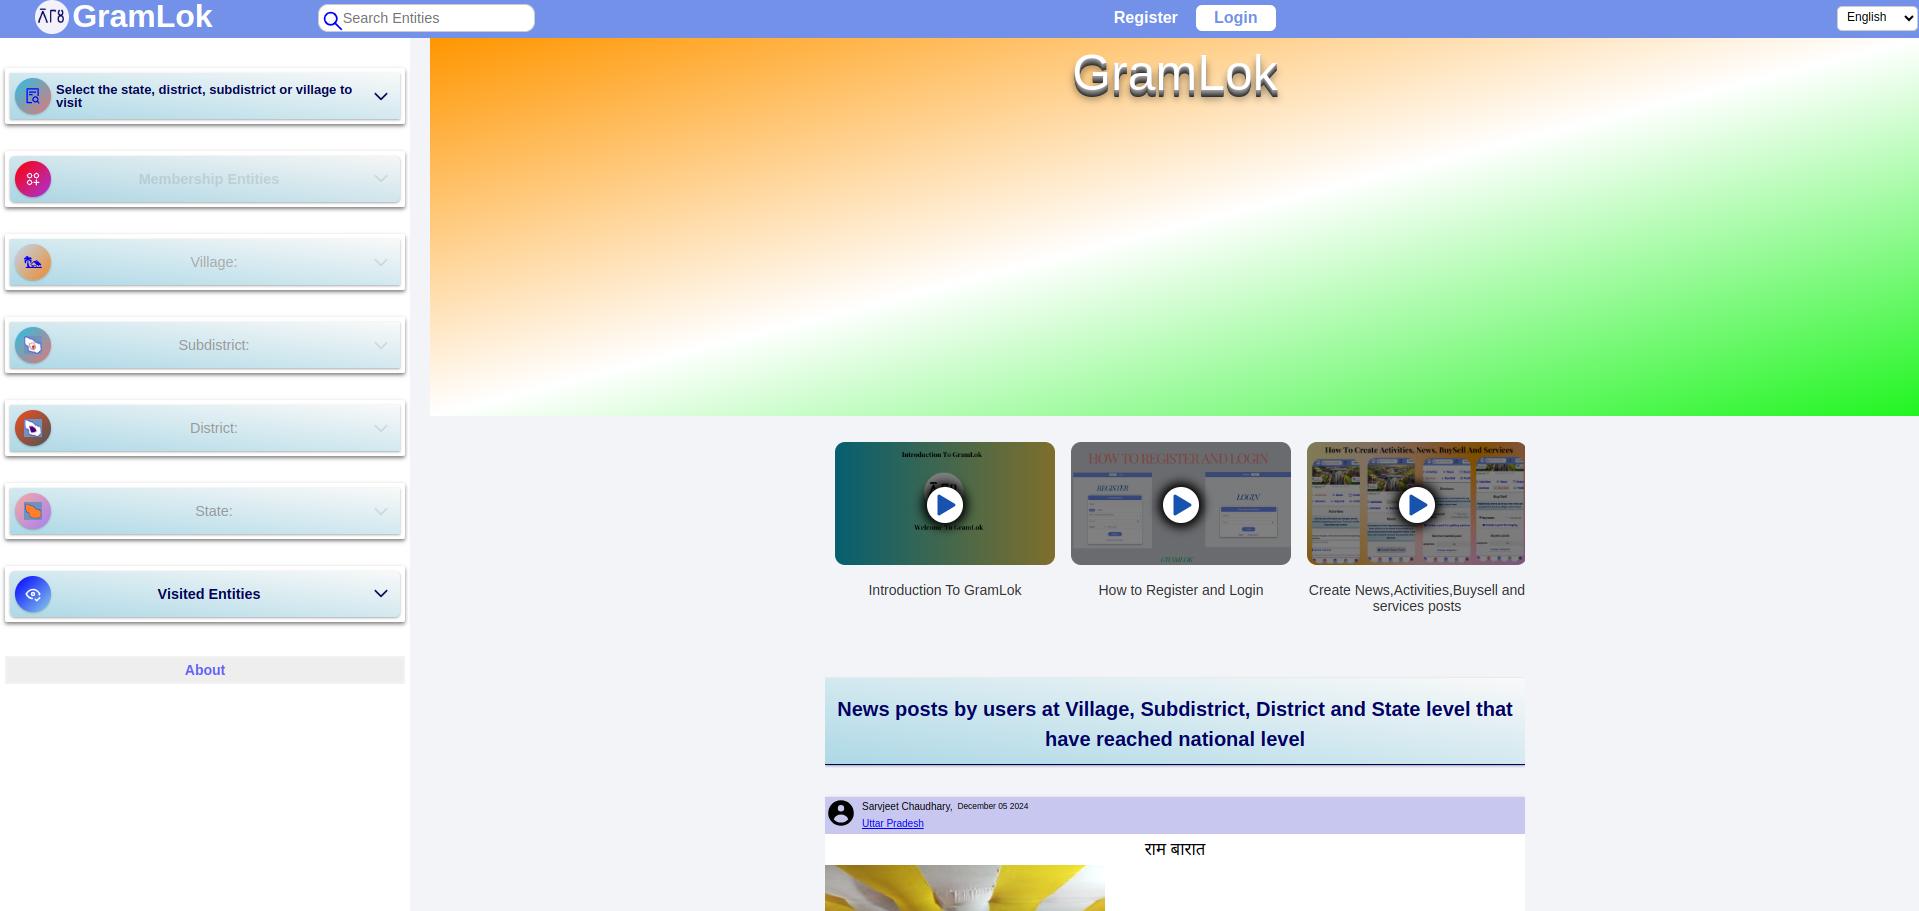 GramLok
Search Entities
Register
Login
English
Select the state, district, subdistrict or village to
visit
Membership Entities
Village:
Subdistrict:
District:
State:
Visited Entities
About
GramLok
Introduction To GramLok
Welcome To GramLok
HOW TO REGISTER AND LOGIN
REGISTER
LOGIN
GRAMLOK
How To Create Activities, News, BuySell And Services
Introduction To GramLok
How to Register and Login
Create News,Activities,Buysell and
services posts
News posts by users at Village, Subdistrict, District and State level that
have reached national level
Sarvjeet Chaudhary, December 05 2024
Uttar Pradesh
राम बारात